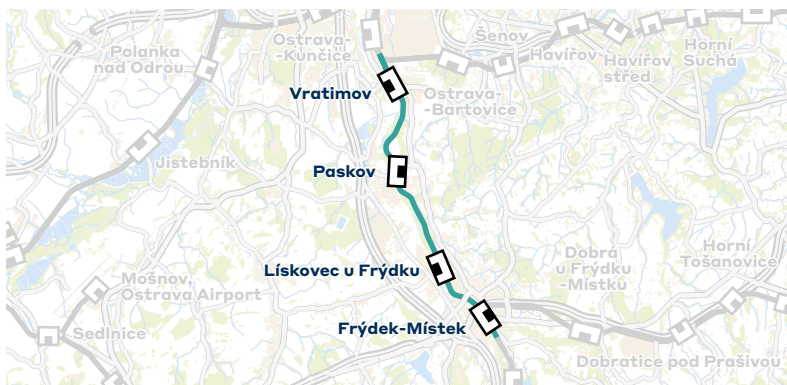 Polanka
nad Odrou
Ostrava-
-Kunčice
Šenov
Havířov
Havířov
střed
Horní
Suchá
Vratimov
Ostrava-
-Bartovice
Jistebník
Paskov
Lískovec u Frýdku
Dobrá
u Frýdku
-Místku
Horní
Tošanovice
Mošnov,
Ostrava Airport
Sedlnice
Frýdek-Místek
Dobratice pod Prašivou